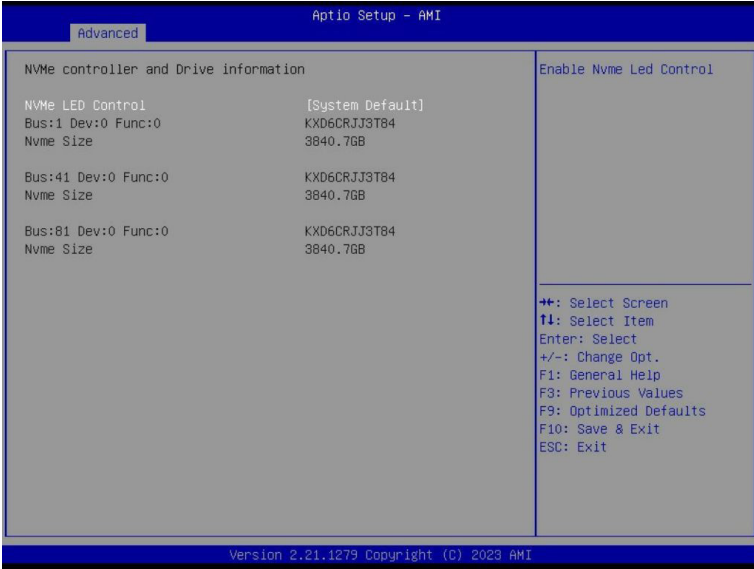 Aptio Setup – AMI
Advanced
NVMe controller and Drive information
NVMe LED Control [System Default]
Bus:1 Dev:0 Func:0 KXD6CRJJ3T84
Nvme Size 3840.7GB
Bus:41 Dev:0 Func:0 KXD6CRJJ3T84
Nvme Size 3840.7GB
Bus:81 Dev:0 Func:0 KXD6CRJJ3T84
Nvme Size 3840.7GB
Enable Nvme Led Control
→←: Select Screen
↑↓: Select Item
Enter: Select
+/-: Change Opt.
F1: General Help
F3: Previous Values
F9: Optimized Defaults
F10: Save & Exit
ESC: Exit
Version 2.21.1279 Copyright (C) 2023 AMI